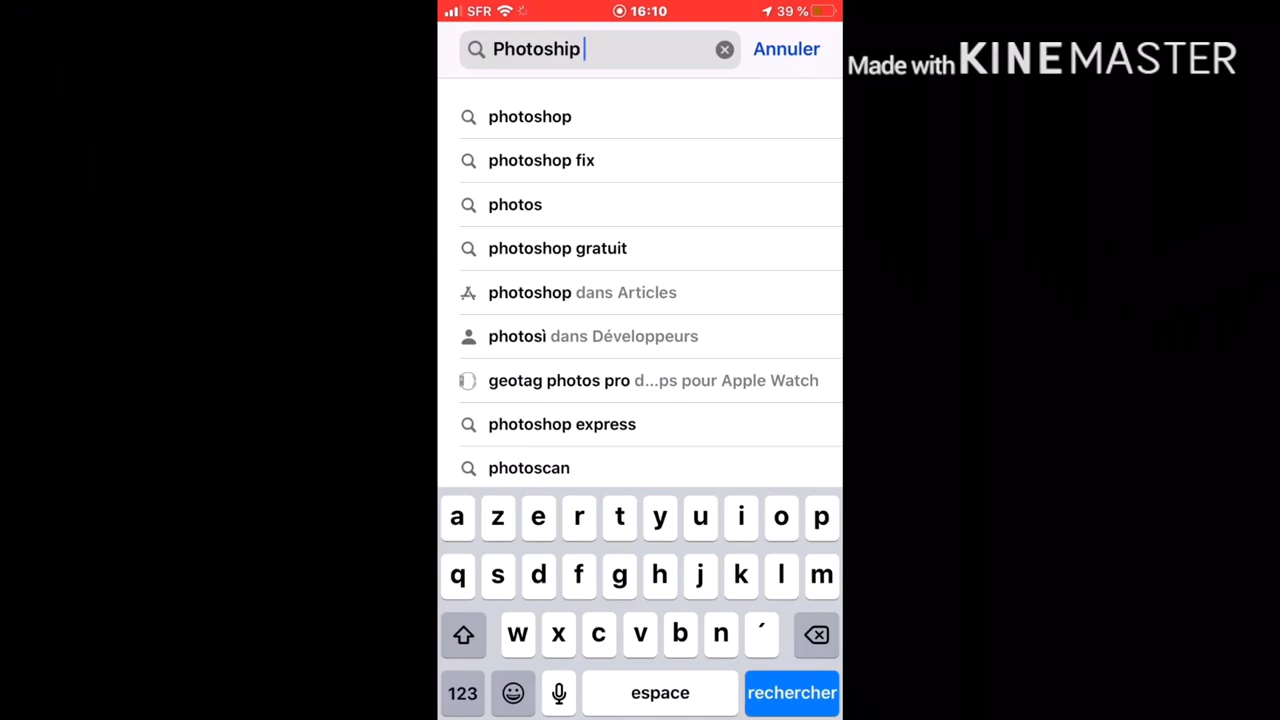 SFR 16:10 39 %
Photoship Annuler
Made with KINEMASTER
photoshop
photoshop fix
photos
photoshop gratuit
photoshop dans Articles
photosì dans Développeurs
geotag photos pro d...ps pour Apple Watch
photoshop express
photoscan
a z e r t y u i o p
q s d f g h j k l m
w x c v b n ´
123 espace rechercher